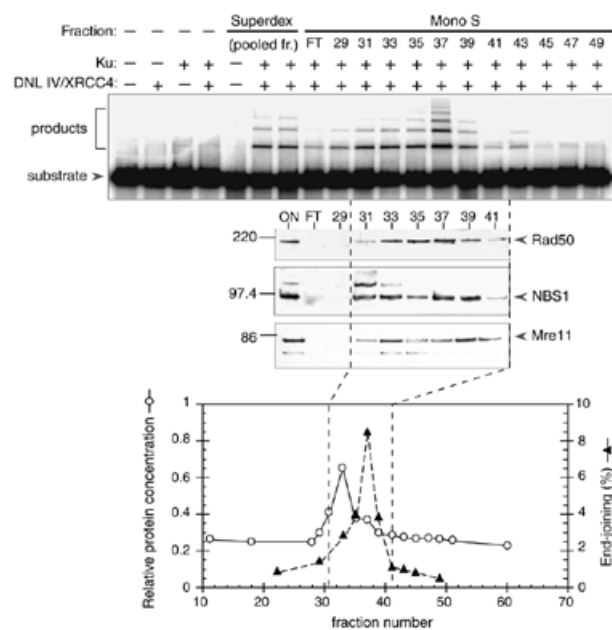 Superdex Mono S
Fraction: — — — — (pooled fr.) FT 29 31 33 35 37 39 41 43 45 47 49
Ku: — — + + — + + + + + + + + + + + + +
DNL IV/XRCC4: — + — + — + + + + + + + + + + + + +
products
substrate
ON FT 29 31 33 35 37 39 41
220 Rad50
97.4 NBS1
86 Mre11
Relative protein concentration
1 10
0.8 8
0.6 6
0.4 4
0.2 2
0 0
10 20 30 40 50 60 70
End-joining (%)
fraction number